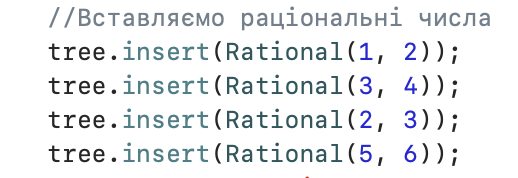 //Вставляємо раціональні числа
tree.insert(Rational(1, 2));
tree.insert(Rational(3, 4));
tree.insert(Rational(2, 3));
tree.insert(Rational(5, 6));